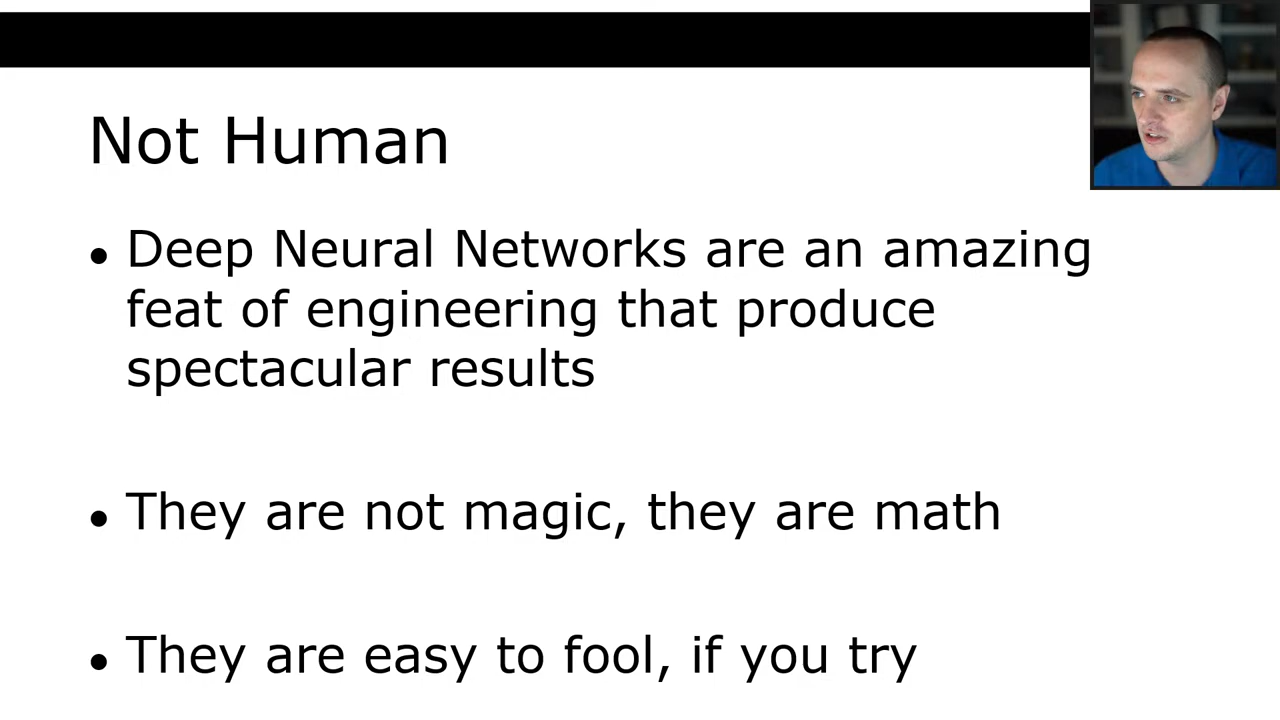 Not Human
• Deep Neural Networks are an amazing
feat of engineering that produce
spectacular results
• They are not magic, they are math
• They are easy to fool, if you try